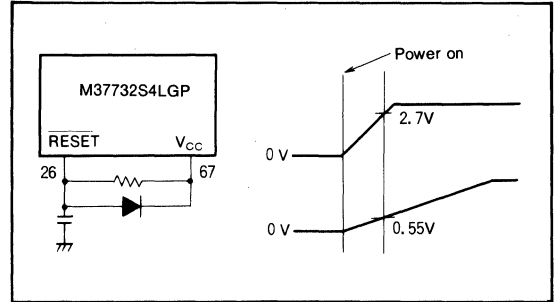 Power on
M37732S4LGP
RESET VCC
26 67
2.7V
0 V
0 V
0.55V